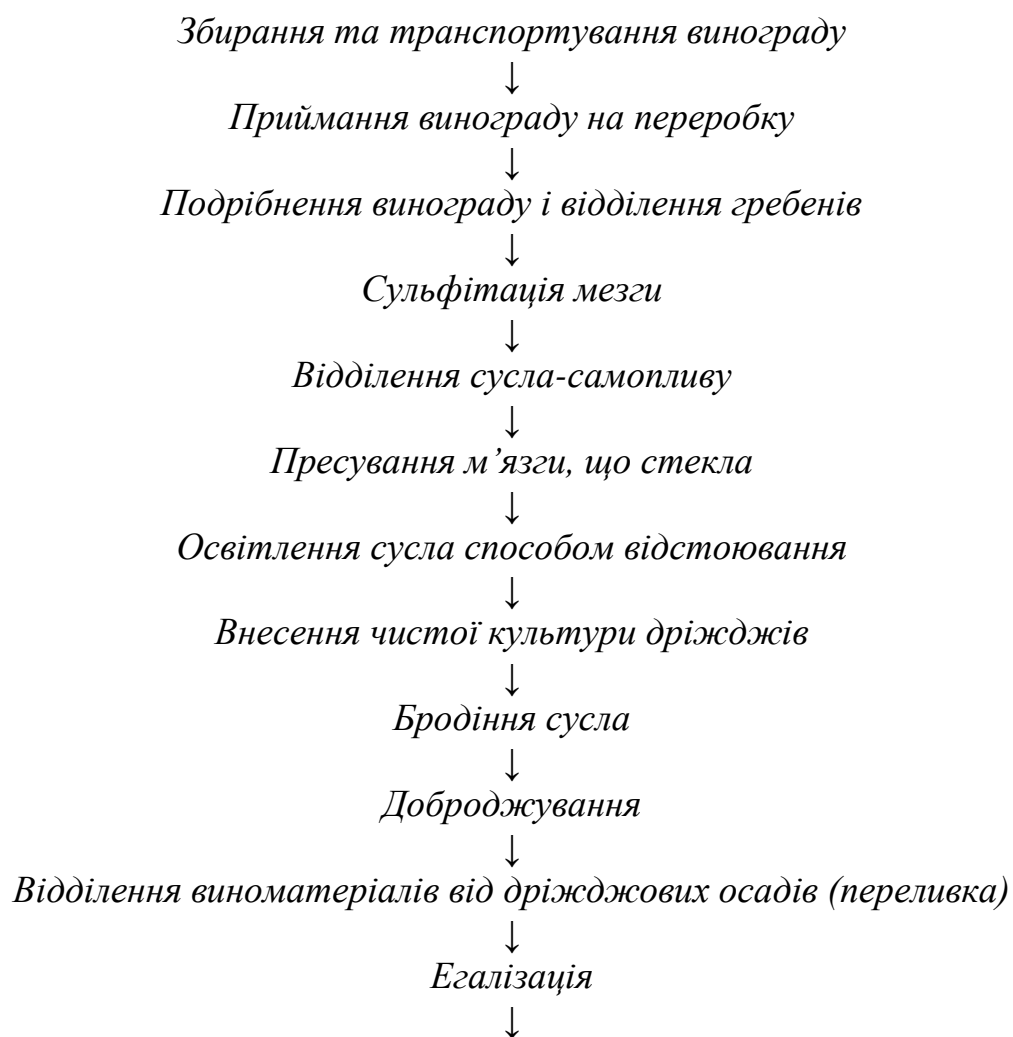 Збирання та транспортування винограду
↓
Приймання винограду на переробку
↓
Подрібнення винограду і відділення гребенів
↓
Сульфітація мезги
↓
Відділення сусла-самопливу
↓
Пресування м’язги, що стекла
↓
Освітлення сусла способом відстоювання
↓
Внесення чистої культури дріжджів
↓
Бродіння сусла
↓
Доброджування
↓
Відділення виноматеріалів від дріжджових осадів (переливка)
↓
Егалізація
↓